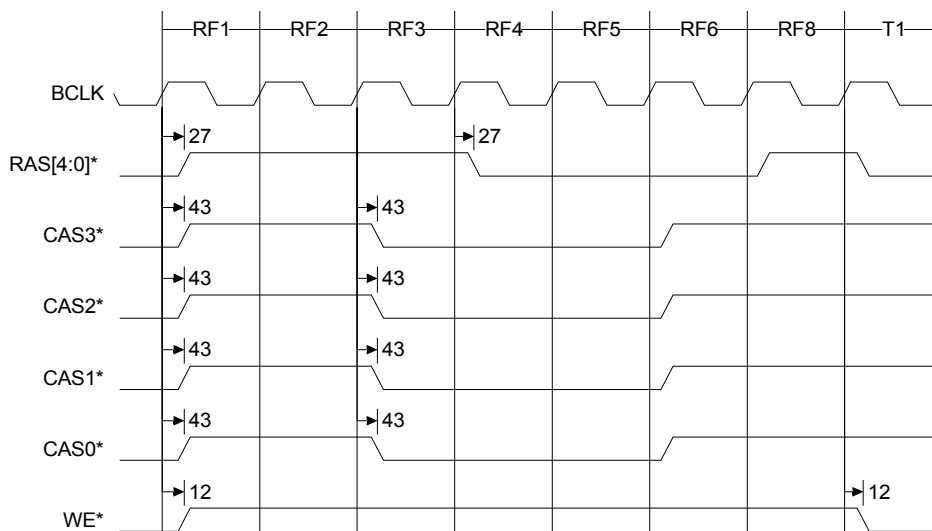 RF1 RF2 RF3 RF4 RF5 RF6 RF8 T1
BCLK
27 27
RAS[4:0]*
43 43
CAS3*
43 43
CAS2*
43 43
CAS1*
43 43
CAS0*
12 12
WE*